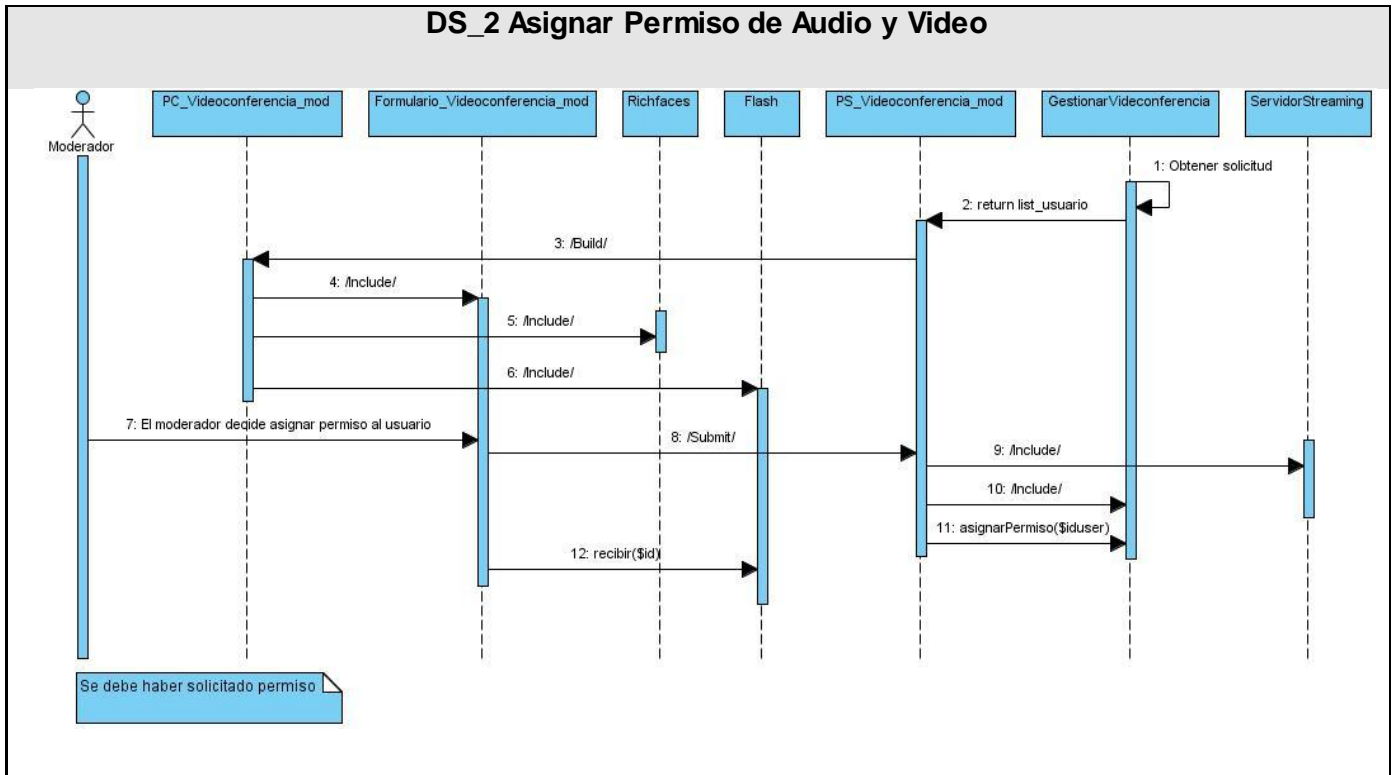 DS_2 Asignar Permiso de Audio y Video
PC_Videoconferencia_mod
Formulario_Videoconferencia_mod
Richfaces
Flash
PS_Videoconferencia_mod
GestionarVideconferencia
ServidorStreaming
Moderador
1: Obtener solicitud
2: return list_usuario
3: /Build/
4: /Include/
5: /Include/
6: /Include/
7: El moderador decide asignar permiso al usuario
8: /Submit/
9: /Include/
10: /Include/
11: asignarPermiso($iduser)
12: recibir($id)
Se debe haber solicitado permiso